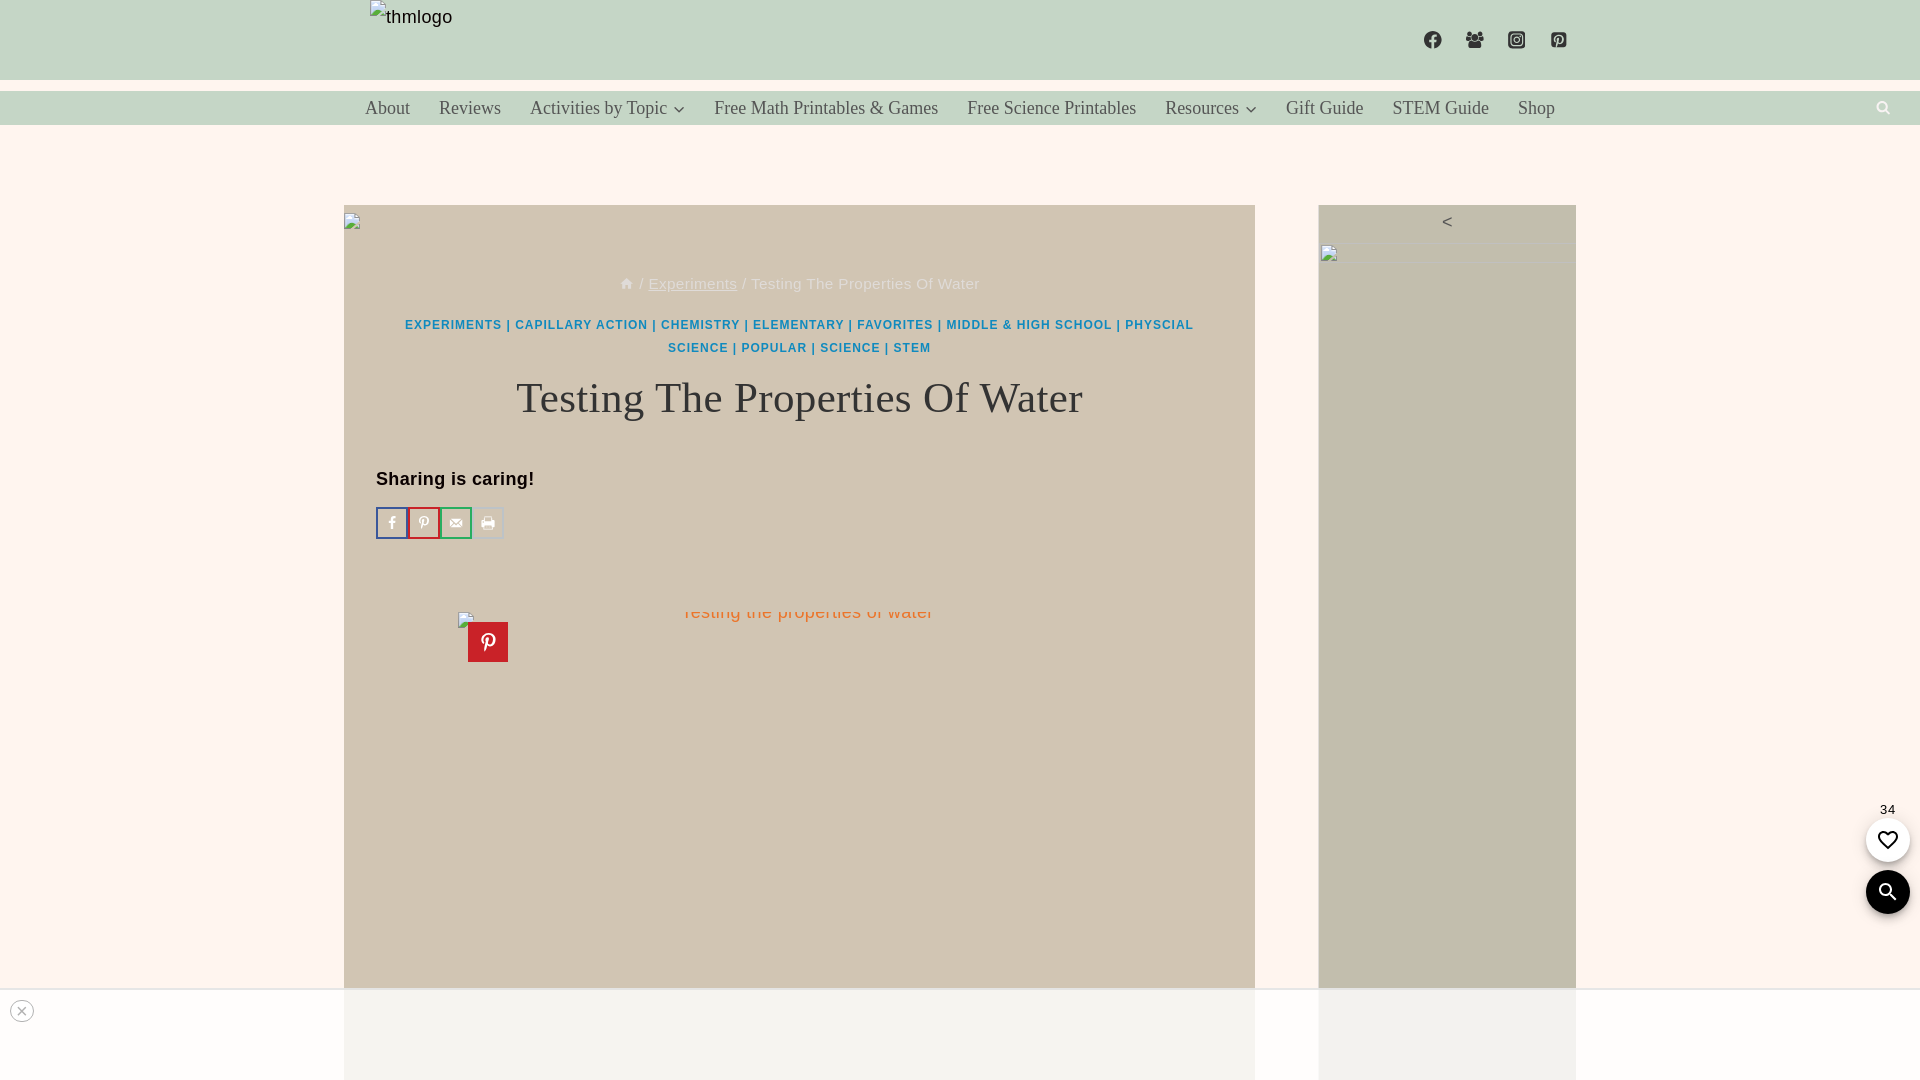 thmlogo
About Reviews Activities by Topic Free Math Printables & Games Free Science Printables Resources Gift Guide STEM Guide Shop
<
/ Experiments / Testing The Properties Of Water
EXPERIMENTS | CAPILLARY ACTION | CHEMISTRY | ELEMENTARY | FAVORITES | MIDDLE & HIGH SCHOOL | PHYSCIAL
SCIENCE | POPULAR | SCIENCE | STEM
Testing The Properties Of Water
Sharing is caring!
Testing the properties of water
34